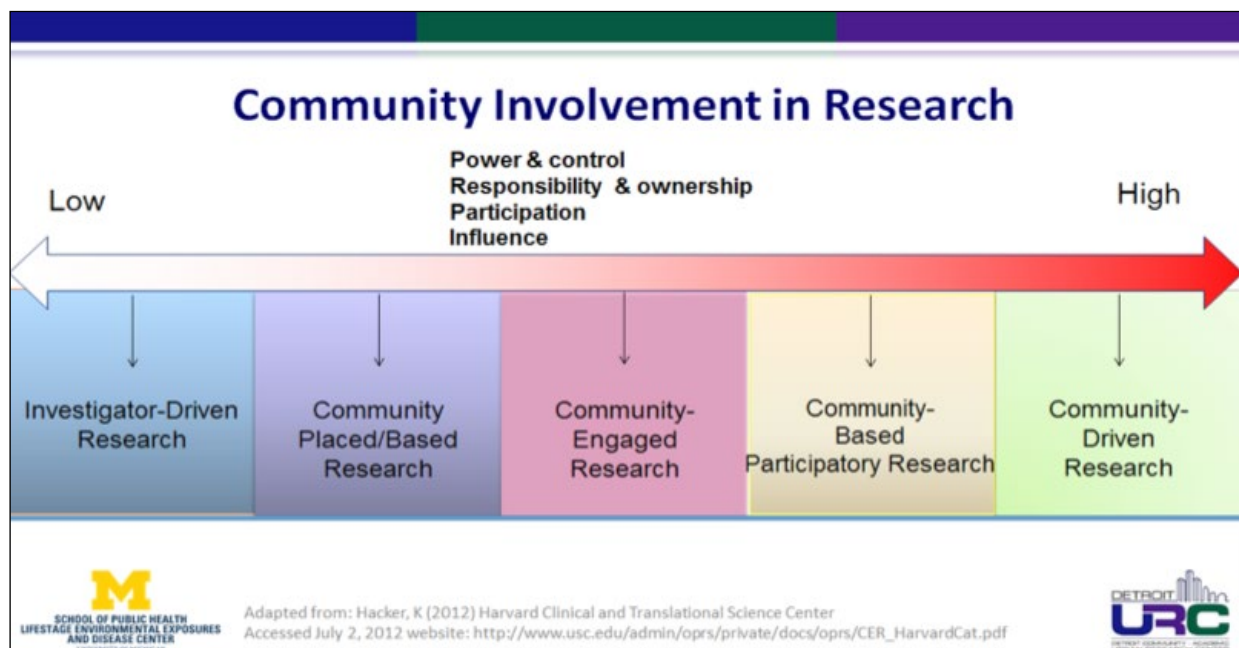 Community Involvement in Research
Power & control
Responsibility & ownership
Participation
Influence
Low
High
Investigator-Driven
Research
Community
Placed/Based
Research
Community-
Engaged
Research
Community-
Based
Participatory Research
Community-
Driven
Research
M
SCHOOL OF PUBLIC HEALTH
LIFESTAGE ENVIRONMENTAL EXPOSURES
AND DISEASE CENTER
Adapted from: Hacker, K (2012) Harvard Clinical and Translational Science Center
Accessed July 2, 2012 website: http://www.usc.edu/admin/oprs/private/docs/oprs/CER_HarvardCat.pdf
DETROIT
URC